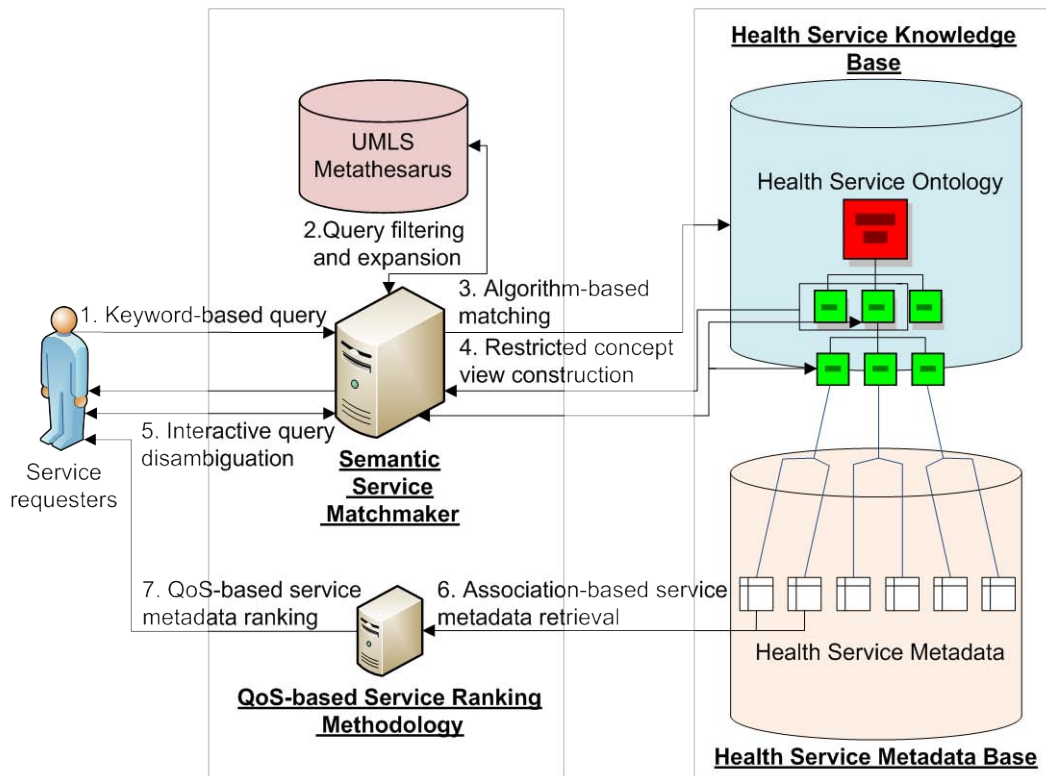 Health Service Knowledge
Base
UMLS
Metathesarus
Health Service Ontology
2.Query filtering
and expansion
1. Keyword-based query
3. Algorithm-based
matching
4. Restricted concept
view construction
5. Interactive query
disambiguation
Service
requesters
Semantic
Service
Matchmaker
7. QoS-based service
metadata ranking
6. Association-based service
metadata retrieval
Health Service Metadata
QoS-based Service Ranking
Methodology
Health Service Metadata Base